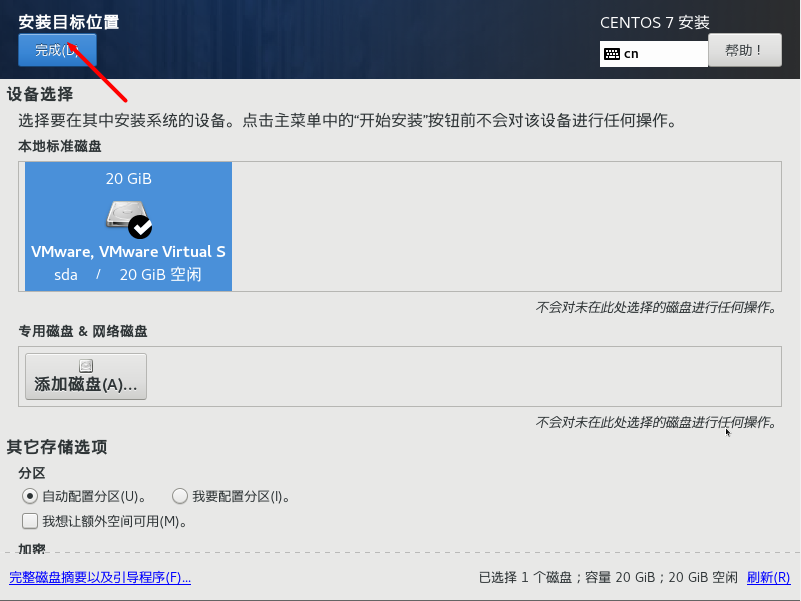 安装目标位置
CENTOS 7 安装
完成(D)
cn
帮助！
设备选择
选择要在其中安装系统的设备。点击主菜单中的“开始安装”按钮前不会对该设备进行任何操作。
本地标准磁盘
20 GiB
VMware, VMware Virtual S
sda / 20 GiB 空闲
不会对未在此处选择的磁盘进行任何操作。
专用磁盘 & 网络磁盘
添加磁盘(A)...
不会对未在此处选择的磁盘进行任何操作。
其它存储选项
分区
自动配置分区(U)。 我要配置分区(I)。
我想让额外空间可用(M)。
加密
完整磁盘摘要以及引导程序(F)...
已选择 1 个磁盘；容量 20 GiB；20 GiB 空闲 刷新(R)